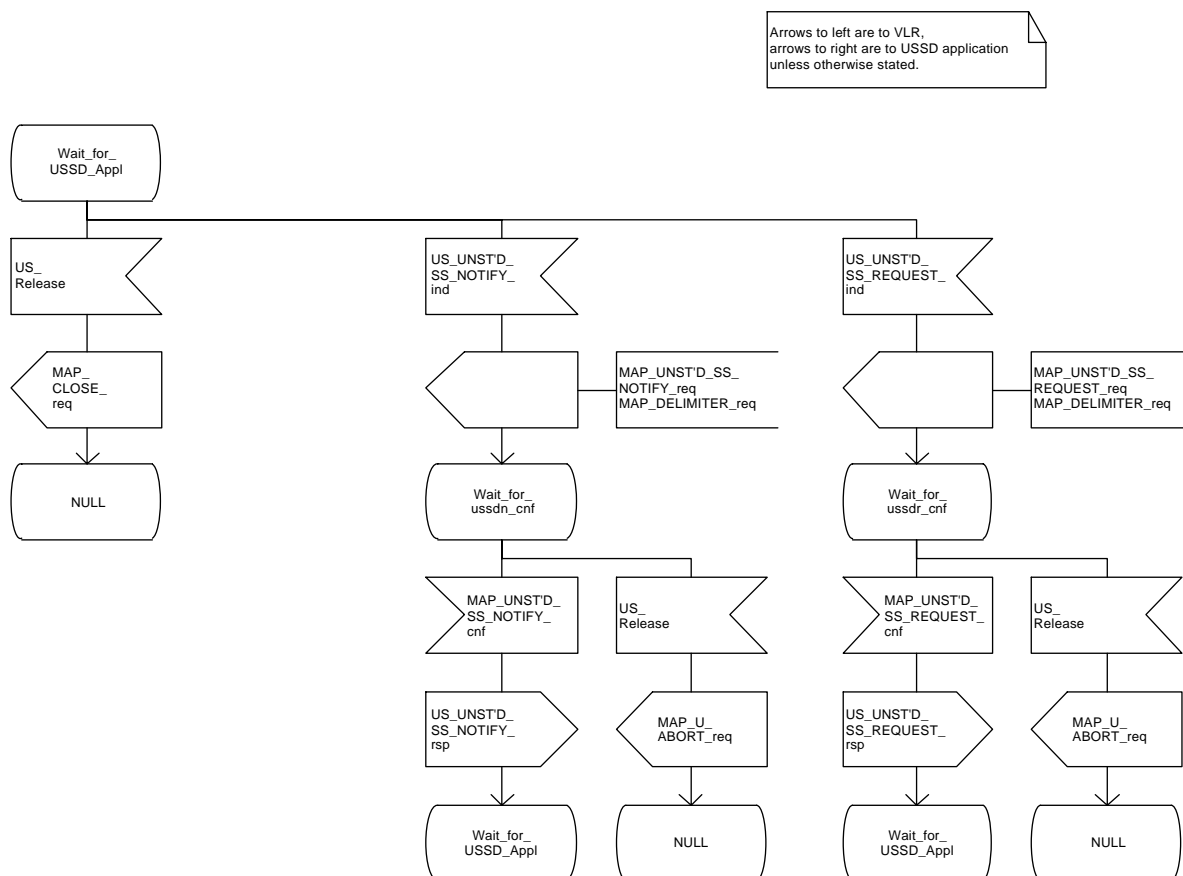 Arrows to left are to VLR,
arrows to right are to USSD application
unless otherwise stated.
Wait_for_
USSD_Appl
US_
Release
US_UNST'D_
SS_NOTIFY_
ind
US_UNST'D_
SS_REQUEST_
ind
MAP_
CLOSE_
req
MAP_UNST'D_SS_
NOTIFY_req
MAP_DELIMITER_req
MAP_UNST'D_SS_
REQUEST_req
MAP_DELIMITER_req
NULL
Wait_for_
ussdn_cnf
Wait_for_
ussdr_cnf
MAP_UNST'D_
SS_NOTIFY_
cnf
US_
Release
MAP_UNST'D_
SS_REQUEST_
cnf
US_
Release
US_UNST'D_
SS_NOTIFY_
rsp
MAP_U_
ABORT_req
US_UNST'D_
SS_REQUEST_
rsp
MAP_U_
ABORT_req
Wait_for_
USSD_Appl
NULL
Wait_for_
USSD_Appl
NULL